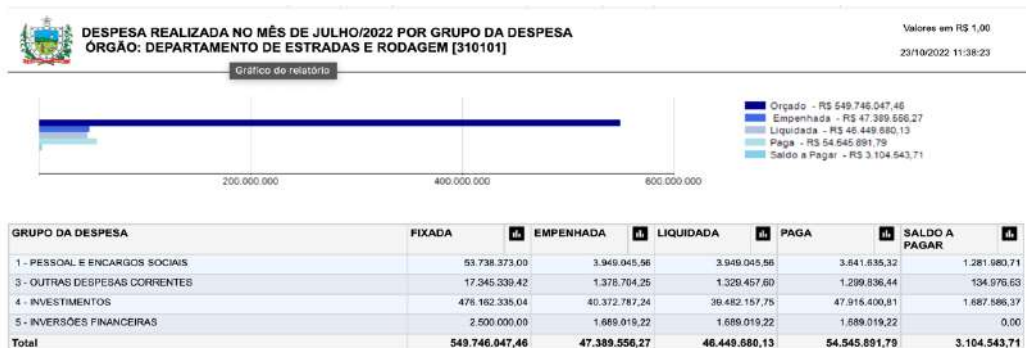 DESPESA REALIZADA NO MÊS DE JULHO/2022 POR GRUPO DA DESPESA
ÓRGÃO: DEPARTAMENTO DE ESTRADAS E RODAGEM [310101]
Valores em R$ 1,00
23/10/2022 11:38:23
Gráfico do relatório
Orçado - R$ 549.746.047,46
Empenhada - R$ 47.389.556,27
Liquidada - R$ 46.449.680,13
Paga - R$ 54.545.891,79
Saldo a Pagar - R$ 3.104.543,71
200.000.000 400.000.000 600.000.000
GRUPO DA DESPESA FIXADA EMPENHADA LIQUIDADA PAGA SALDO A PAGAR
1 - PESSOAL E ENCARGOS SOCIAIS 53.738.373,00 3.949.045,56 3.949.045,56 3.641.635,32 1.281.980,71
3 - OUTRAS DESPESAS CORRENTES 17.345.339,42 1.378.704,25 1.329.457,60 1.299.836,44 134.976,63
4 - INVESTIMENTOS 476.162.335,04 40.372.787,24 39.482.157,75 47.915.400,81 1.687.586,37
5 - INVERSÕES FINANCEIRAS 2.500.000,00 1.689.019,22 1.689.019,22 1.689.019,22 0,00
Total 549.746.047,46 47.389.556,27 46.449.680,13 54.545.891,79 3.104.543,71